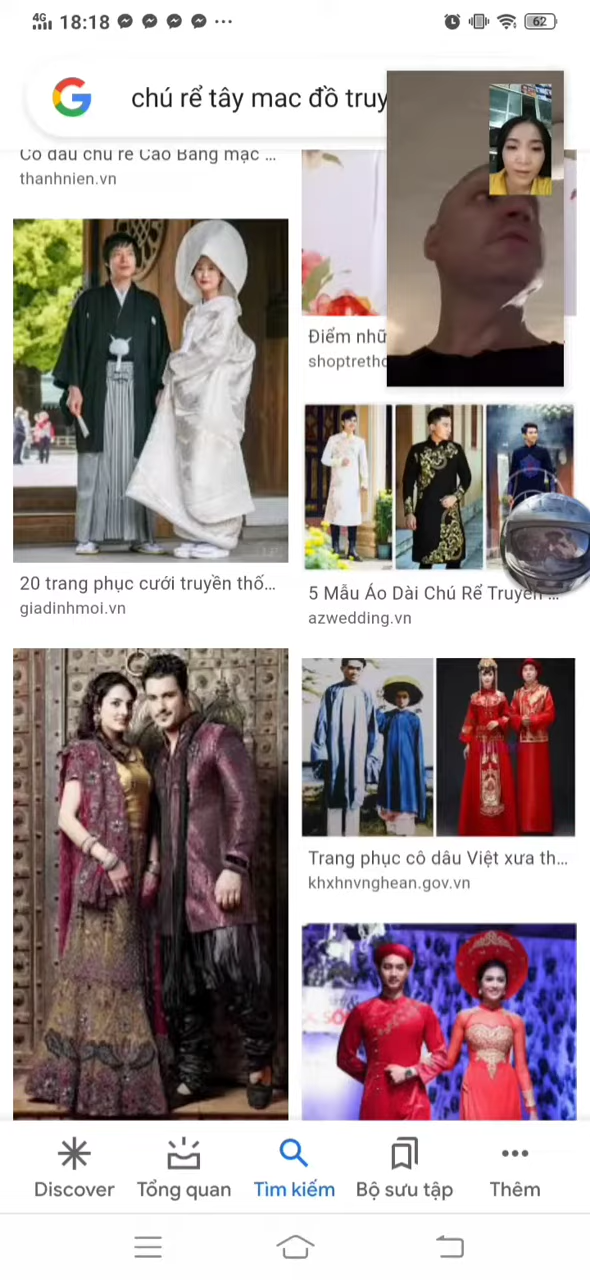 4G 18:18 62
chú rể tây mac đồ truy
Cô dâu chú rể Cao Bằng mặc ...
thanhnien.vn
Điểm nhữ
shoptretho
20 trang phục cưới truyền thố...
giadinhmoi.vn
5 Mẫu Áo Dài Chú Rể Truyền ...
azwedding.vn
Trang phục cô dâu Việt xưa th...
khxhnvnghean.gov.vn
Discover Tổng quan Tìm kiếm Bộ sưu tập Thêm